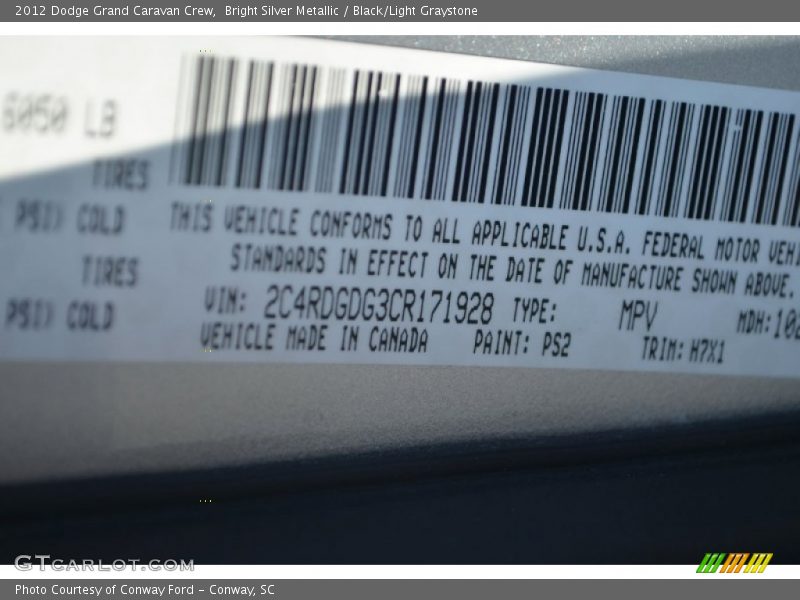 2012 Dodge Grand Caravan Crew, Bright Silver Metallic / Black/Light Graystone
6050 LB
TIRES
PSI) COLD
TIRES
PSI) COLD
THIS VEHICLE CONFORMS TO ALL APPLICABLE U.S.A. FEDERAL MOTOR VEHI
STANDARDS IN EFFECT ON THE DATE OF MANUFACTURE SHOWN ABOVE.
VIN: 2C4RDGDG3CR171928 TYPE: MPV MDH: 102
VEHICLE MADE IN CANADA PAINT: PS2 TRIM: H7X1
GTCARLOT.COM
Photo Courtesy of Conway Ford – Conway, SC